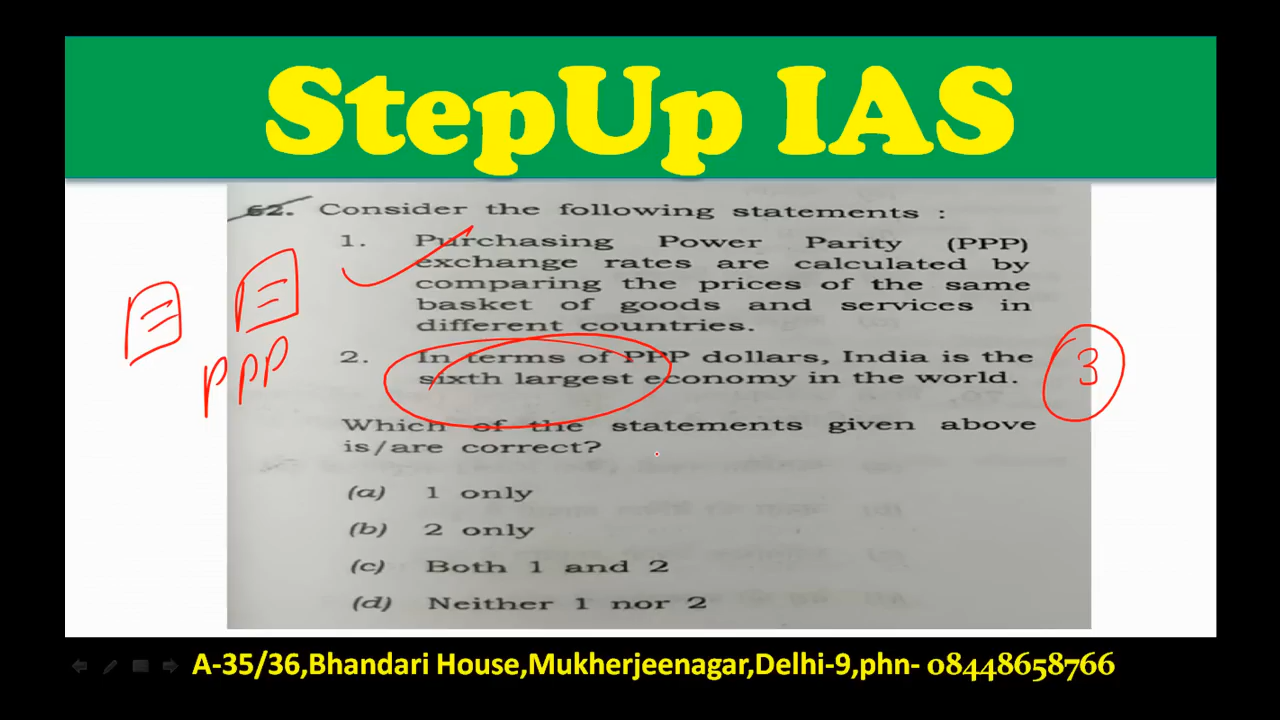 StepUp IAS
62. Consider the following statements :
1. Purchasing Power Parity (PPP)
exchange rates are calculated by
comparing the prices of the same
basket of goods and services in
different countries.
2. In terms of PPP dollars, India is the
sixth largest economy in the world.
PPP
3
Which of the statements given above
is/are correct?
(a) 1 only
(b) 2 only
(c) Both 1 and 2
(d) Neither 1 nor 2
A-35/36,Bhandari House,Mukherjeenagar,Delhi-9,phn- 08448658766